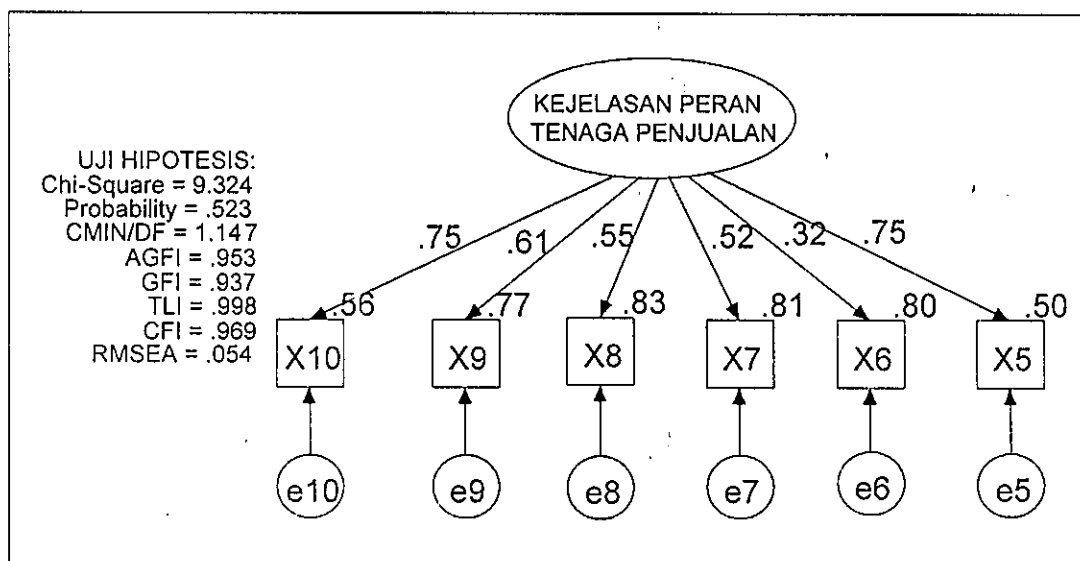 KEJELASAN PERAN
TENAGA PENJUALAN
UJI HIPOTESIS:
Chi-Square = 9.324
Probability = .523
CMIN/DF = 1.147
AGFI = .953
GFI = .937
TLI = .998
CFI = .969
RMSEA = .054
.75 .61 .55 .52 .32 .75
.56 .77 .83 .81 .80 .50
X10 X9 X8 X7 X6 X5
e10 e9 e8 e7 e6 e5